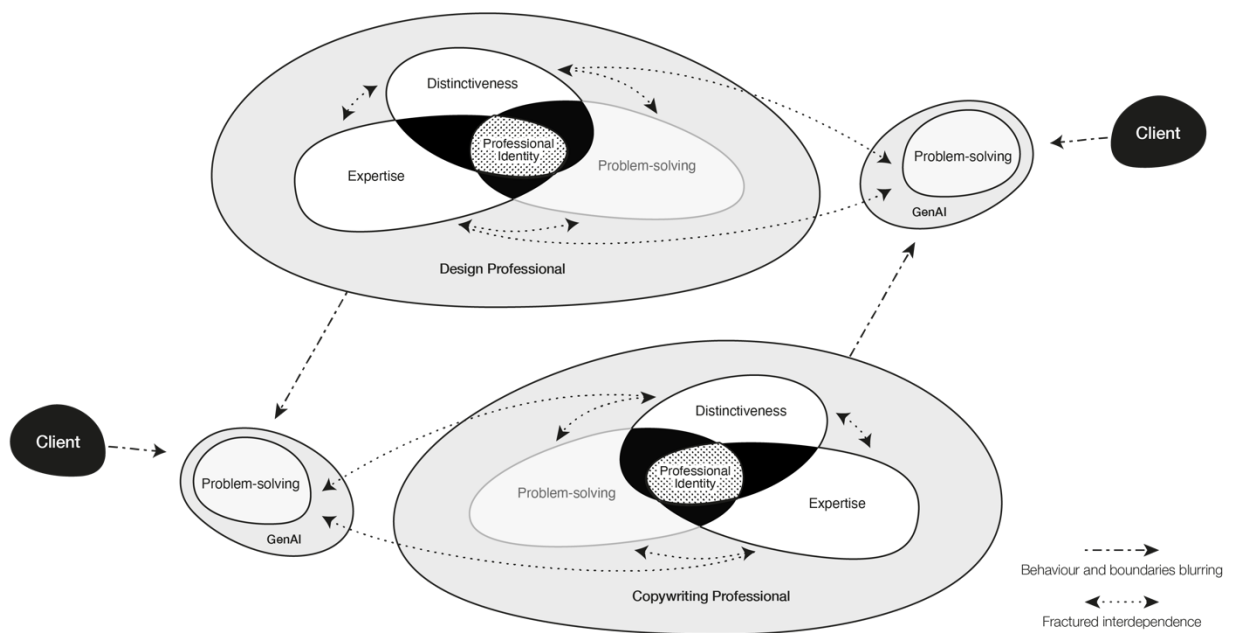 Distinctiveness
Professional
Identity
Expertise
Problem-solving
Design Professional
Problem-solving
GenAI
Client
Client
Problem-solving
GenAI
Distinctiveness
Professional
Identity
Problem-solving
Expertise
Copywriting Professional
Behaviour and boundaries blurring
Fractured interdependence